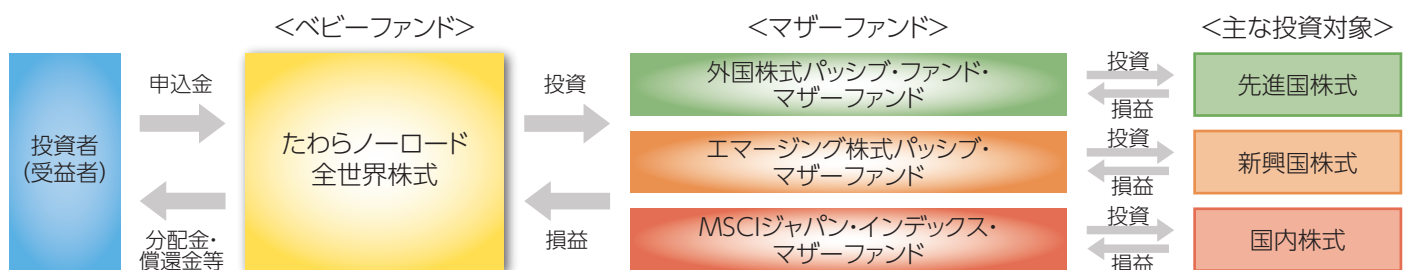 <ベビーファンド>
<マザーファンド>
<主な投資対象>
投資者
(受益者)
申込金
分配金・
償還金等
たわらノーロード
全世界株式
投資
損益
外国株式パッシブ・ファンド・
マザーファンド
投資
損益
先進国株式
エマージング株式パッシブ・
マザーファンド
投資
損益
新興国株式
MSCIジャパン・インデックス・
マザーファンド
投資
損益
国内株式